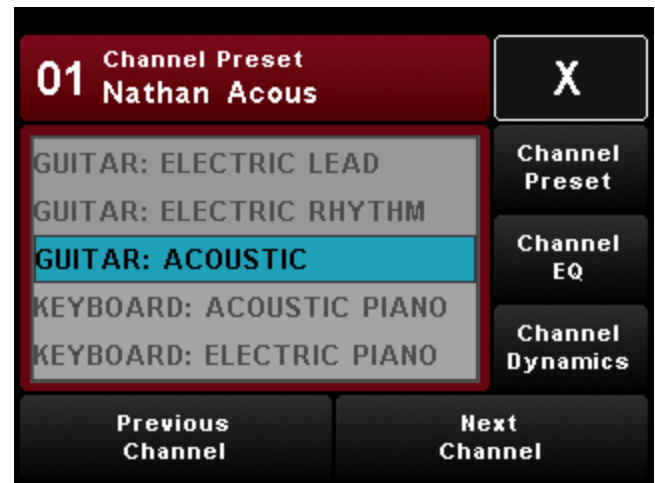 01 Channel Preset
Nathan Acous
X
GUITAR: ELECTRIC LEAD
GUITAR: ELECTRIC RHYTHM
GUITAR: ACOUSTIC
KEYBOARD: ACOUSTIC PIANO
KEYBOARD: ELECTRIC PIANO
Channel
Preset
Channel
EQ
Channel
Dynamics
Previous
Channel
Next
Channel